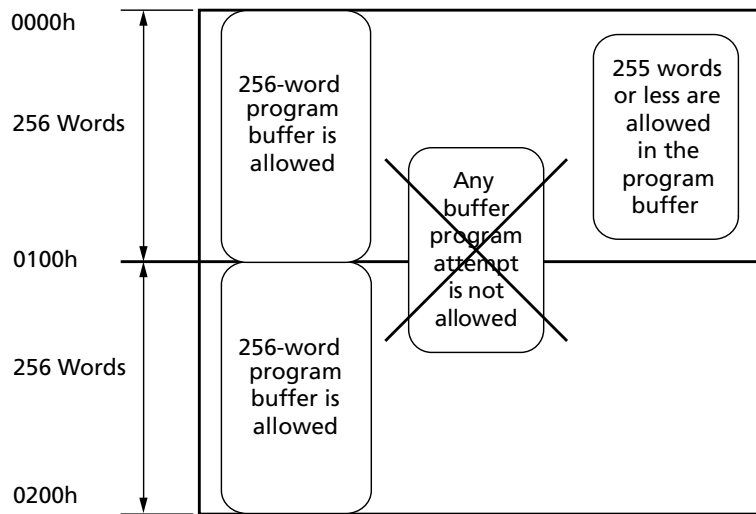 0000h
256 Words
0100h
256 Words
0200h
256-word
program
buffer is
allowed
256-word
program
buffer is
allowed
Any
buffer
program
attempt
is not
allowed
255 words
or less are
allowed
in the
program
buffer